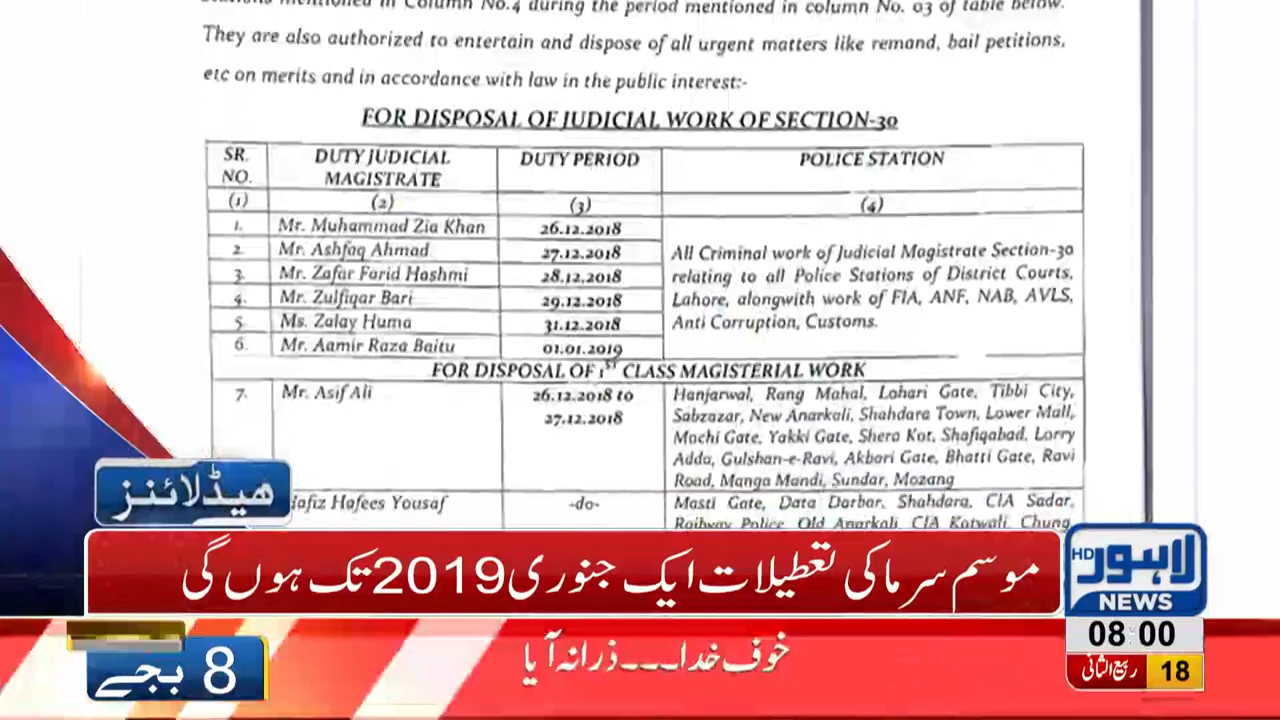 Stations mentioned in Column No.4 during the period mentioned in column No. 03 of table below.
They are also authorized to entertain and dispose of all urgent matters like remand, bail petitions,
etc on merits and in accordance with law in the public interest:-
FOR DISPOSAL OF JUDICIAL WORK OF SECTION-30
SR. NO. DUTY JUDICIAL MAGISTRATE DUTY PERIOD POLICE STATION
(1) (2) (3) (4)
1. Mr. Muhammad Zia Khan 26.12.2018
2. Mr. Ashfaq Ahmad 27.12.2018
3. Mr. Zafar Farid Hashmi 28.12.2018
4. Mr. Zulfiqar Bari 29.12.2018
5. Ms. Zalay Huma 31.12.2018
6. Mr. Aamir Raza Baitu 01.01.2019
All Criminal work of Judicial Magistrate Section-30
relating to all Police Stations of District Courts,
Lahore, alongwith work of FIA, ANF, NAB, AVLS,
Anti Corruption, Customs.
FOR DISPOSAL OF 1ST CLASS MAGISTERIAL WORK
7. Mr. Asif Ali 26.12.2018 to
27.12.2018
Hanjarwal, Rang Mahal, Lohari Gate, Tibbi City,
Sabzazar, New Anarkali, Shahdara Town, Lower Mall,
Mochi Gate, Yakki Gate, Shera Kot, Shafiqabad, Lorry
Adda, Gulshan-e-Ravi, Akbari Gate, Bhatti Gate, Ravi
Road, Manga Mandi, Sundar, Mozang
Hafees Yousaf -do- Masti Gate, Data Darbar, Shahdara, CIA Sadar,
Railway Police, Old Anarkali, CIA Kotwali, Chung
ھیڈلائنز
موسم سرما کی تعطیلات ایک جنوری 2019 تک ہوں گی
لاہور HD
NEWS
08:00
18 ربیع الثانی
8 بجے
خوف خدا۔۔۔ ذرا نہ آیا